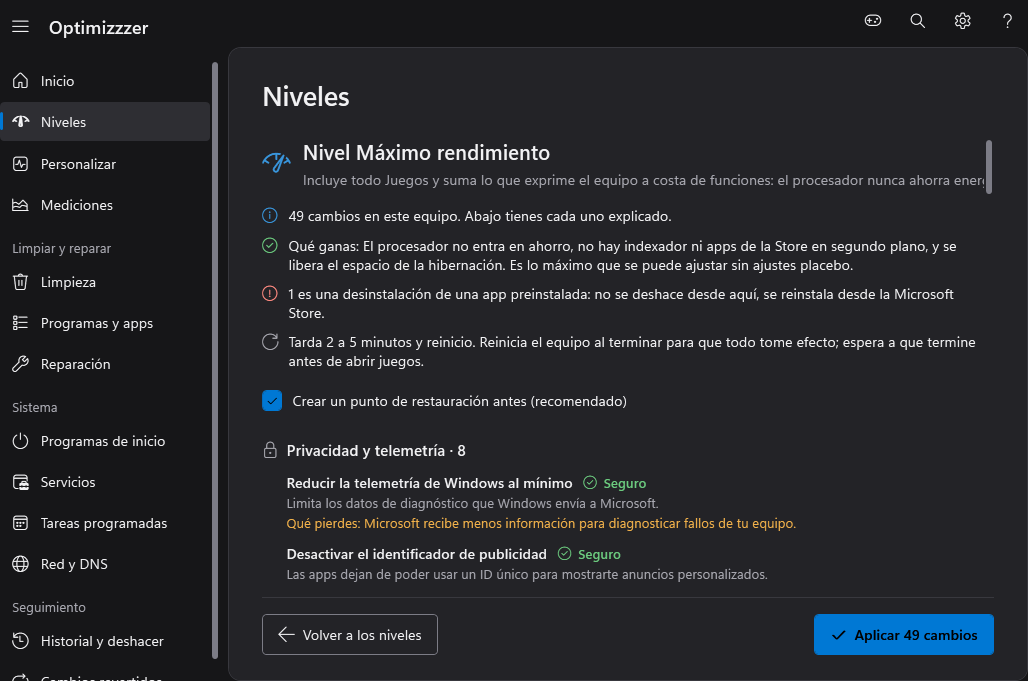 Optimizzzer
Inicio
Niveles
Personalizar
Mediciones
Limpiar y reparar
Limpieza
Programas y apps
Reparación
Sistema
Programas de inicio
Servicios
Tareas programadas
Red y DNS
Seguimiento
Historial y deshacer
Cambios revertidos
Niveles
Nivel Máximo rendimiento
Incluye todo Juegos y suma lo que exprime el equipo a costa de funciones: el procesador nunca ahorra
49 cambios en este equipo. Abajo tienes cada uno explicado.
Qué ganas: El procesador no entra en ahorro, no hay indexador ni apps de la Store en segundo plano, y se
libera el espacio de la hibernación. Es lo máximo que se puede ajustar sin ajustes placebo.
1 es una desinstalación de una app preinstalada: no se deshace desde aquí, se reinstala desde la Microsoft
Store.
Tarda 2 a 5 minutos y reinicio. Reinicia el equipo al terminar para que todo tome efecto; espera a que termine
antes de abrir juegos.
Crear un punto de restauración antes (recomendado)
Privacidad y telemetría · 8
Reducir la telemetría de Windows al mínimo Seguro
Limita los datos de diagnóstico que Windows envía a Microsoft.
Qué pierdes: Microsoft recibe menos información para diagnosticar fallos de tu equipo.
Desactivar el identificador de publicidad Seguro
Las apps dejan de poder usar un ID único para mostrarte anuncios personalizados.
Volver a los niveles
Aplicar 49 cambios